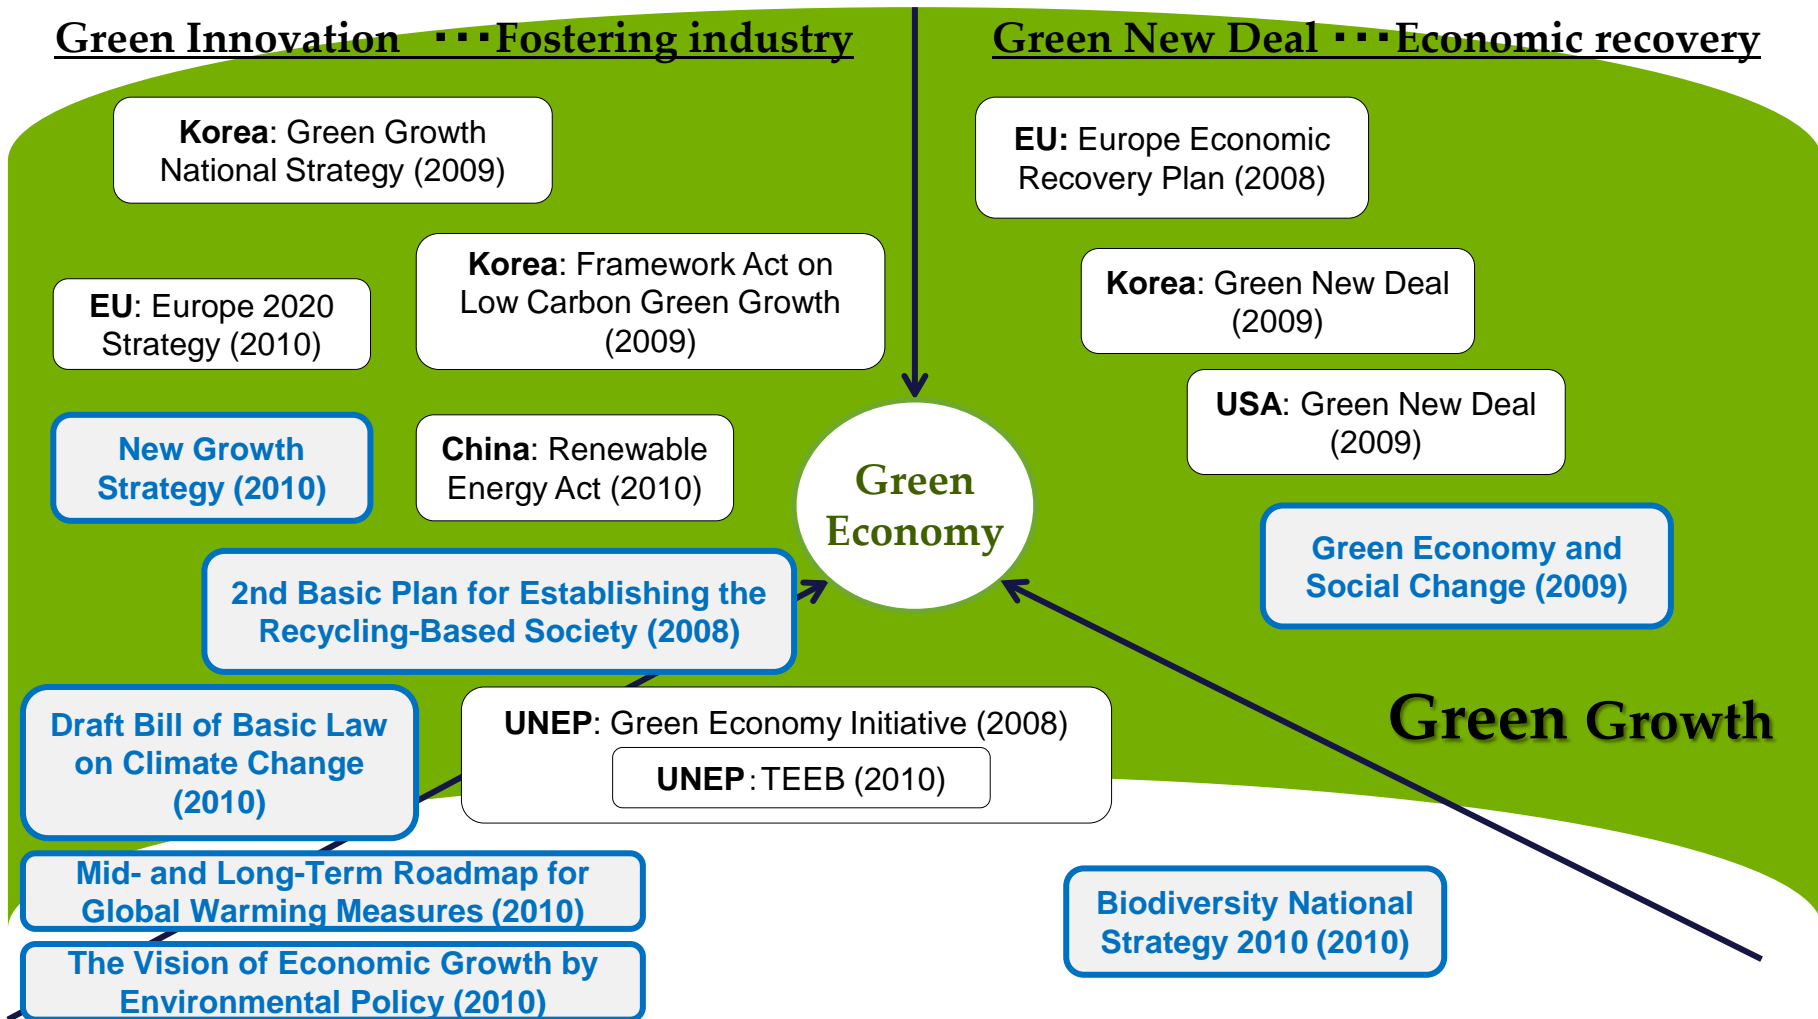 Green Innovation ･･･Fostering industry
Green New Deal ･･･Economic recovery
Korea: Green Growth
National Strategy (2009)
EU: Europe Economic
Recovery Plan (2008)
Korea: Framework Act on
Low Carbon Green Growth
(2009)
Korea: Green New Deal
(2009)
EU: Europe 2020
Strategy (2010)
USA: Green New Deal
(2009)
New Growth
Strategy (2010)
China: Renewable
Energy Act (2010)
Green
Economy
Green Economy and
Social Change (2009)
2nd Basic Plan for Establishing the
Recycling-Based Society (2008)
Green Growth
Draft Bill of Basic Law
on Climate Change
(2010)
UNEP: Green Economy Initiative (2008)
UNEP：TEEB (2010)
Mid- and Long-Term Roadmap for
Global Warming Measures (2010)
Biodiversity National
Strategy 2010 (2010)
The Vision of Economic Growth by
Environmental Policy (2010)